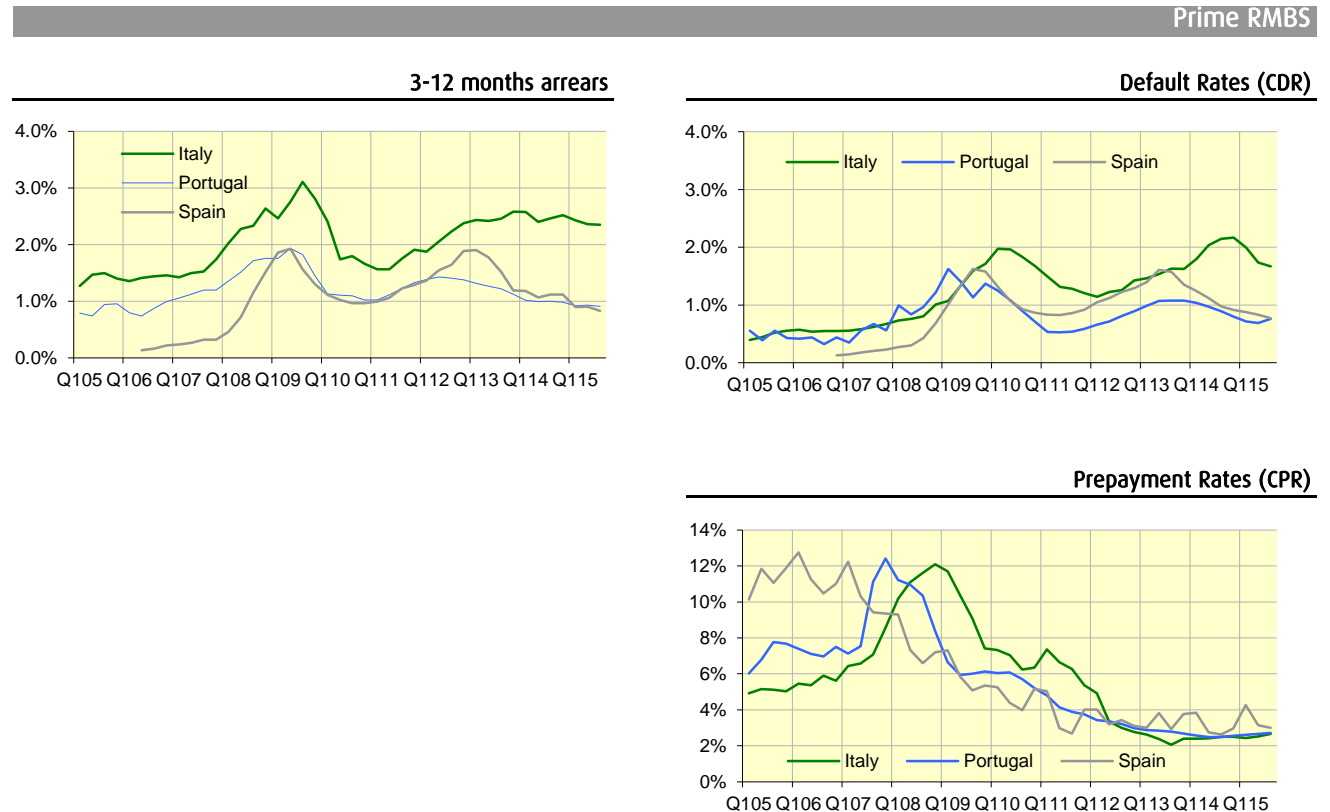 Prime RMBS
3-12 months arrears
4.0%
3.0%
2.0%
1.0%
0.0%
Italy
Portugal
Spain
Q105 Q106 Q107 Q108 Q109 Q110 Q111 Q112 Q113 Q114 Q115
Default Rates (CDR)
4.0%
3.0%
2.0%
1.0%
0.0%
Italy Portugal Spain
Q105 Q106 Q107 Q108 Q109 Q110 Q111 Q112 Q113 Q114 Q115
Prepayment Rates (CPR)
14%
12%
10%
8%
6%
4%
2%
0%
Italy Portugal Spain
Q105 Q106 Q107 Q108 Q109 Q110 Q111 Q112 Q113 Q114 Q115